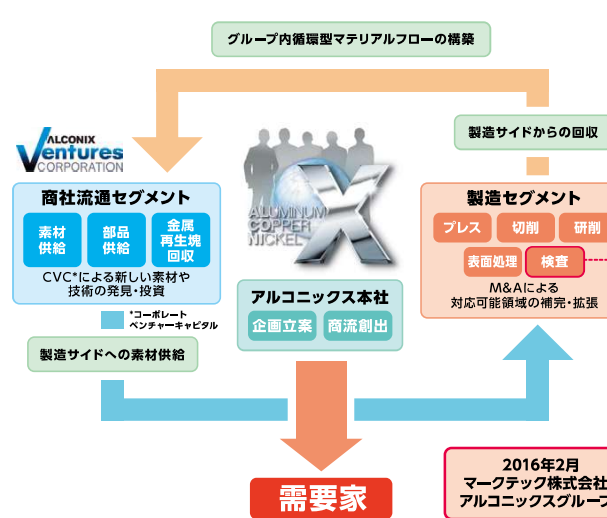 グループ内循環型マテリアルフローの構築
製造サイドからの回収
ALCONIX
Ventures
CORPORATION
商社流通セグメント
素材
供給
部品
供給
金属
再生塊
回収
CVC*による新しい素材や
技術の発見・投資
*コーポレート
ベンチャーキャピタル
製造サイドへの素材供給
ALUMINUM
COPPER
NICKEL
X
アルコニックス本社
企画立案
商流創出
製造セグメント
プレス
切削
研削
表面処理
検査
M&Aによる
対応可能領域の補完・拡張
需要家
2016年2月
マークテック株式会社
アルコニックスグループ